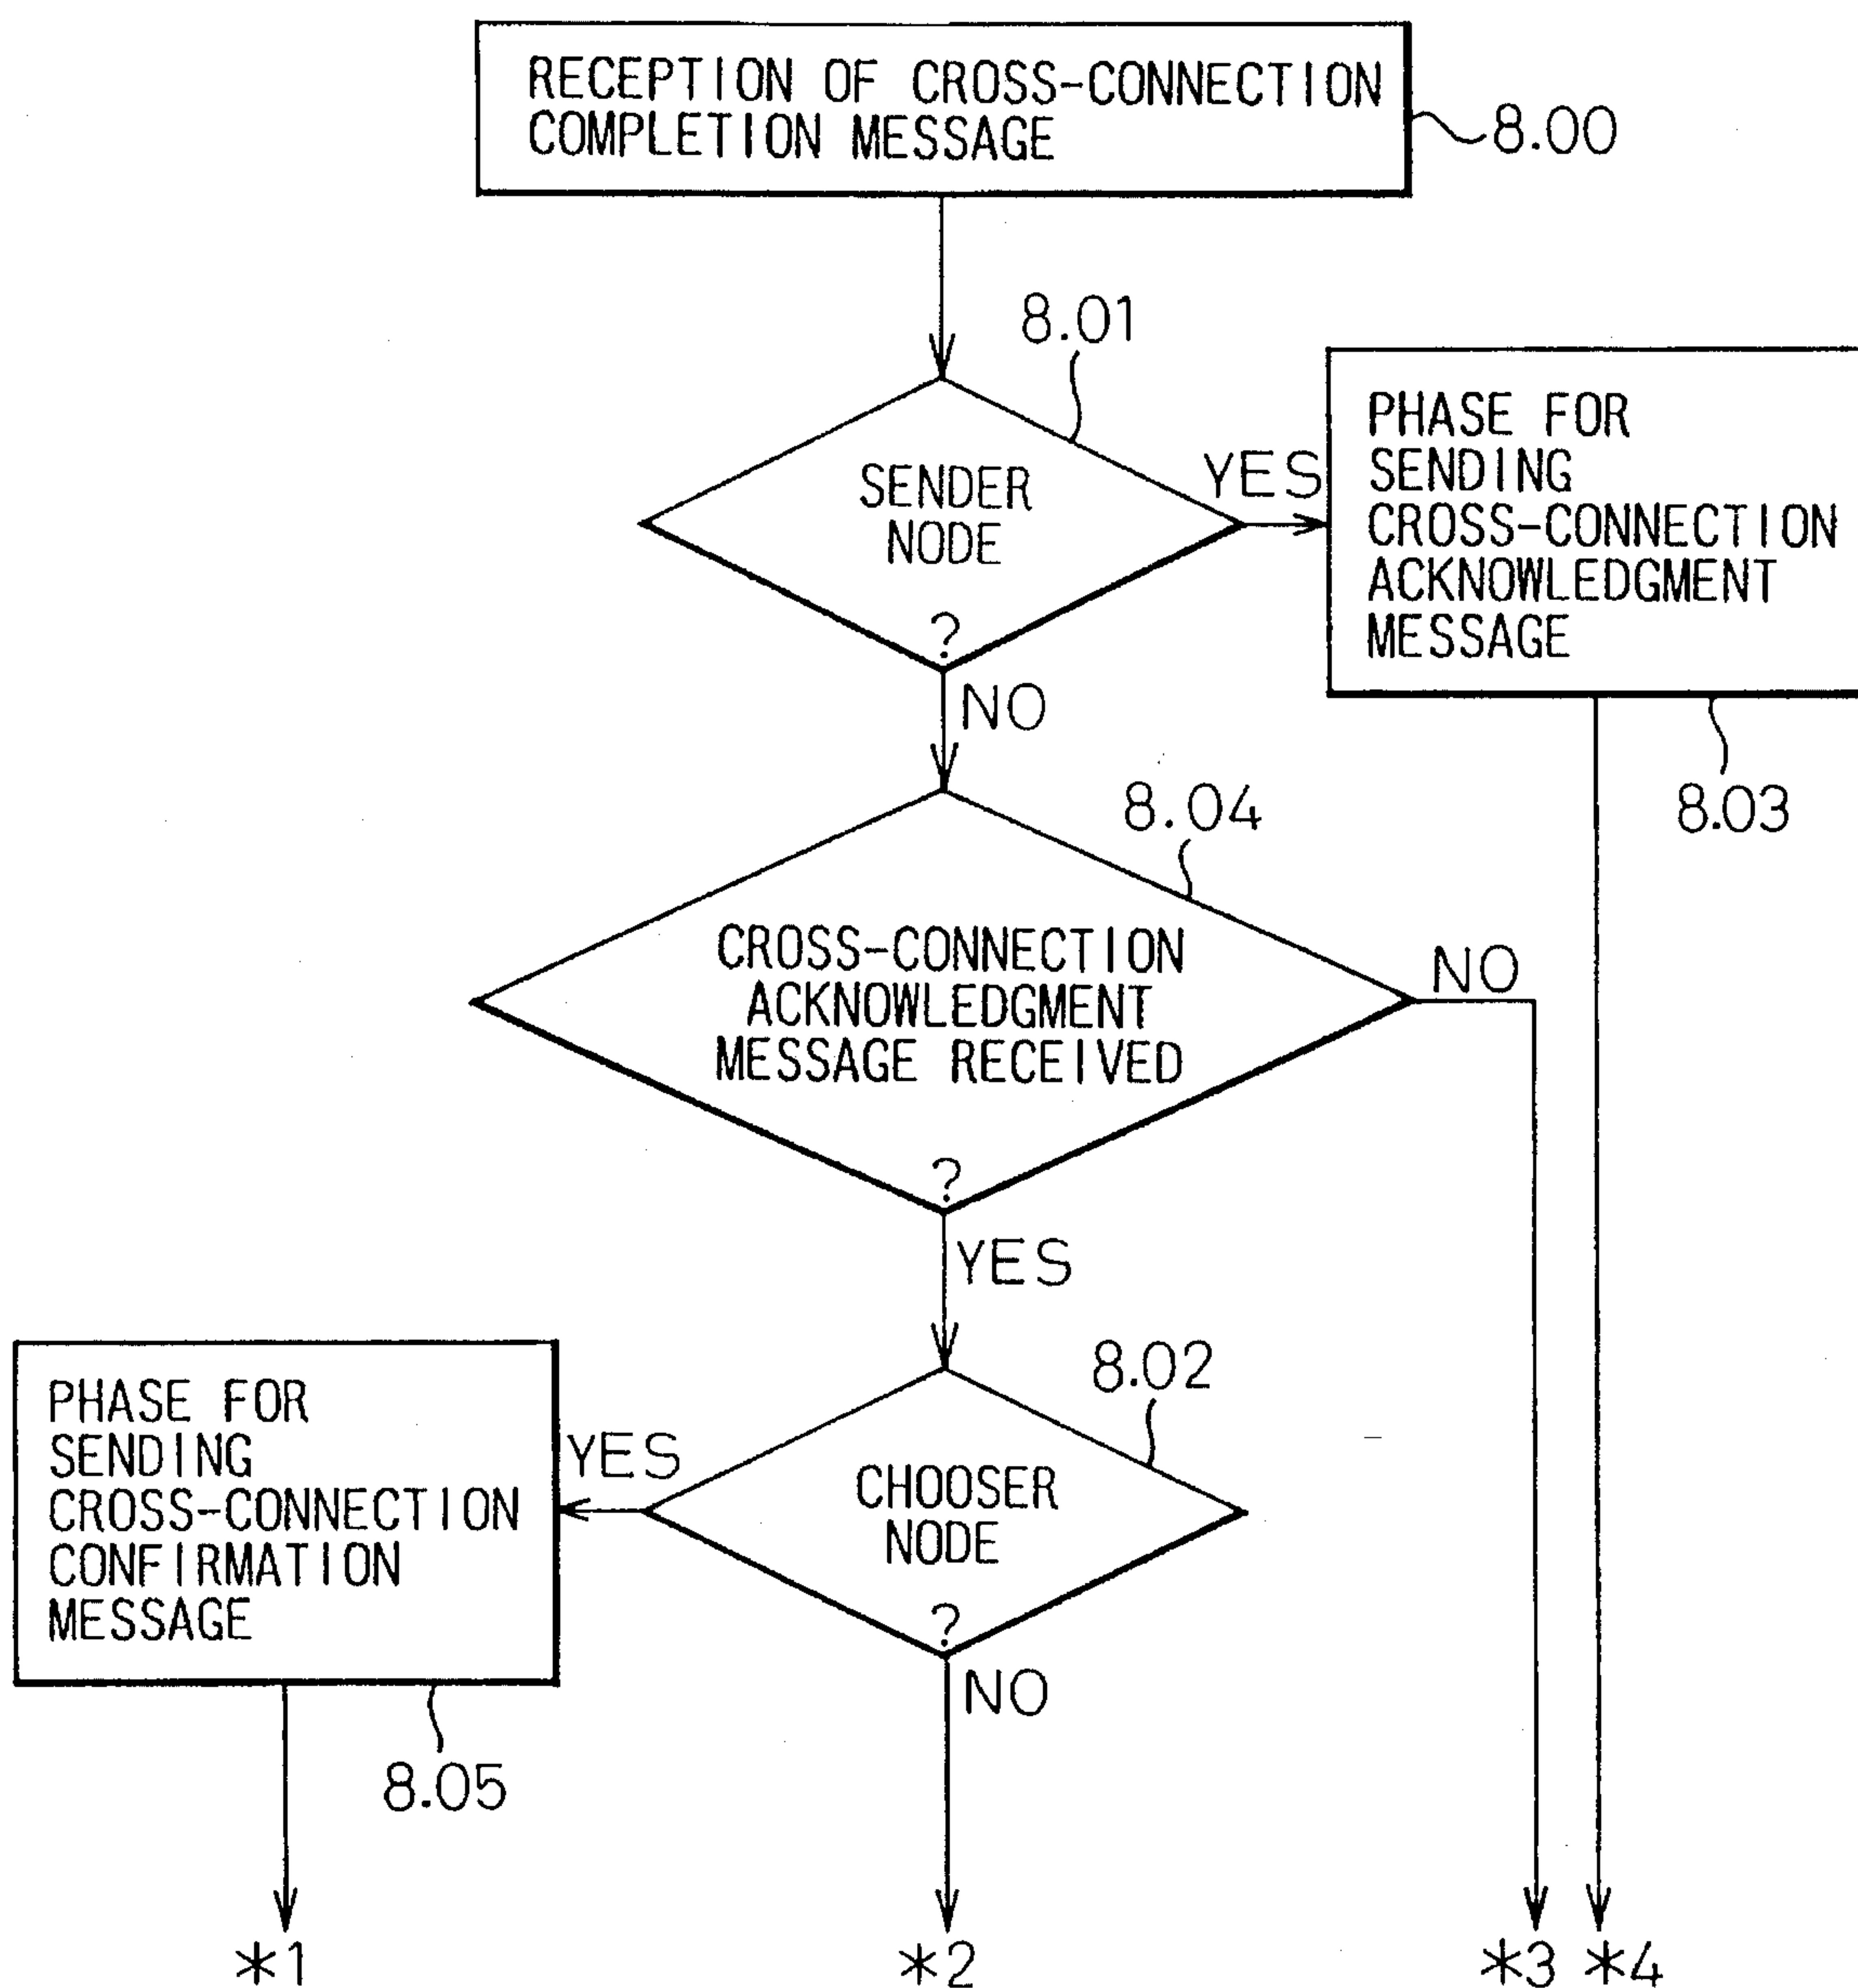 RECEPTION OF CROSS-CONNECTION
COMPLETION MESSAGE
8.00
8.01
SENDER
NODE
?
YES
PHASE FOR
SENDING
CROSS-CONNECTION
ACKNOWLEDGMENT
MESSAGE
8.03
NO
8.04
CROSS-CONNECTION
ACKNOWLEDGMENT
MESSAGE RECEIVED
?
NO
YES
8.02
CHOOSER
NODE
?
YES
PHASE FOR
SENDING
CROSS-CONNECTION
CONFIRMATION
MESSAGE
8.05
NO
*1
*2
*3
*4